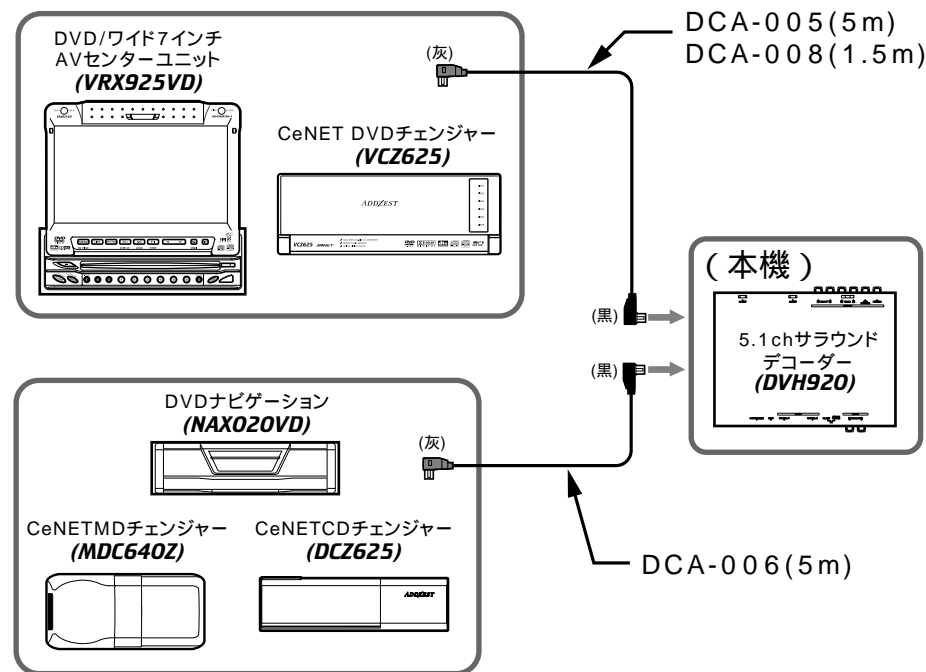 DVD/ワイド7インチ
AVセンターユニット
(VRX925VD)
(灰)
DCA-005(5m)
DCA-008(1.5m)
CeNET DVDチェンジャー
(VCZ625)
ADDZEST
VCZ625
(黒)
(本機)
5.1chサラウンド
デコーダー
(DVH920)
(黒)
DVDナビゲーション
(NAX020VD)
(灰)
CeNETMDチェンジャー
(MDC640Z)
CeNETCDチェンジャー
(DCZ625)
ADDZEST
DCA-006(5m)